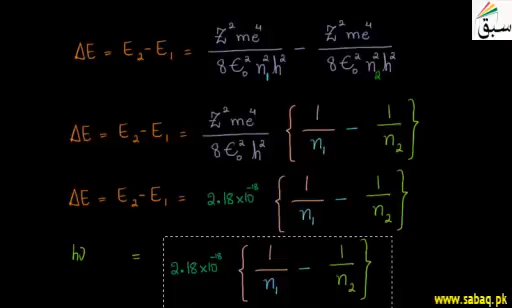 سبق
ΔE = E₂ - E₁ = Z²me⁴ / 8ε₀²n₁²h² - Z²me⁴ / 8ε₀²n₂²h²
ΔE = E₂ - E₁ = Z²me⁴ / 8ε₀²h² { 1/n₁ - 1/n₂ }
ΔE = E₂ - E₁ = 2.18×10⁻¹⁸ { 1/n₁ - 1/n₂ }
hν = 2.18×10⁻¹⁸ { 1/n₁ - 1/n₂ }
www.sabaq.pk